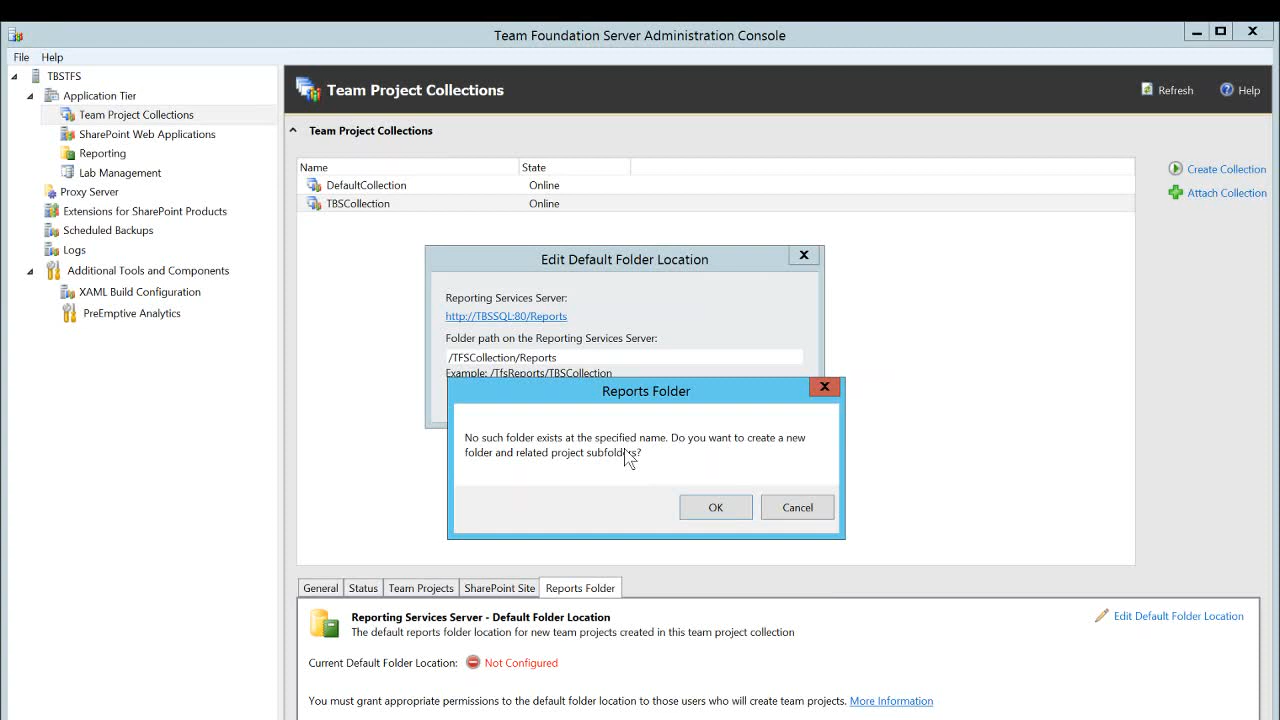 Team Foundation Server Administration Console
File Help
TBSTFS
Application Tier
Team Project Collections
SharePoint Web Applications
Reporting
Lab Management
Proxy Server
Extensions for SharePoint Products
Scheduled Backups
Logs
Additional Tools and Components
XAML Build Configuration
PreEmptive Analytics
Team Project Collections
Refresh
Help
Team Project Collections
Name State
DefaultCollection Online
TBSCollection Online
Create Collection
Attach Collection
Edit Default Folder Location
Reporting Services Server:
http://TBSSQL:80/Reports
Folder path on the Reporting Services Server:
/TFSCollection/Reports
Example: /TfsReports/TBSCollection
Reports Folder
No such folder exists at the specified name. Do you want to create a new
folder and related project subfolders?
OK Cancel
General Status Team Projects SharePoint Site Reports Folder
Reporting Services Server - Default Folder Location
The default reports folder location for new team projects created in this team project collection
Edit Default Folder Location
Current Default Folder Location: Not Configured
You must grant appropriate permissions to the default folder location to those users who will create team projects. More Information